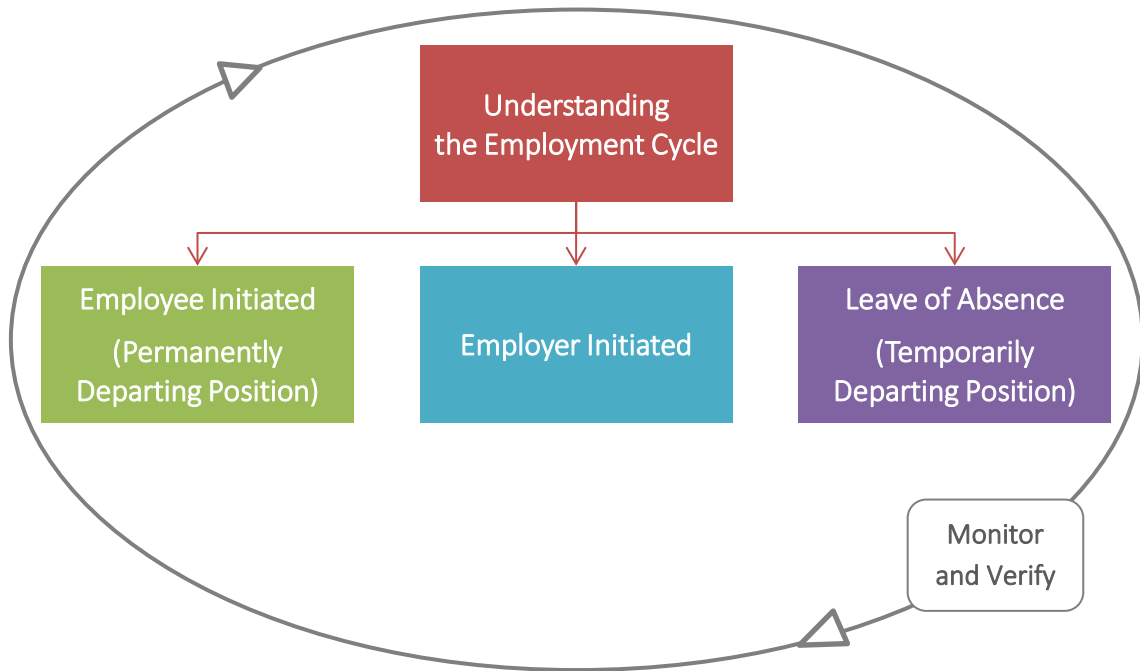 Understanding
the Employment Cycle
Employee Initiated
(Permanently
Departing Position)
Employer Initiated
Leave of Absence
(Temporarily
Departing Position)
Monitor
and Verify